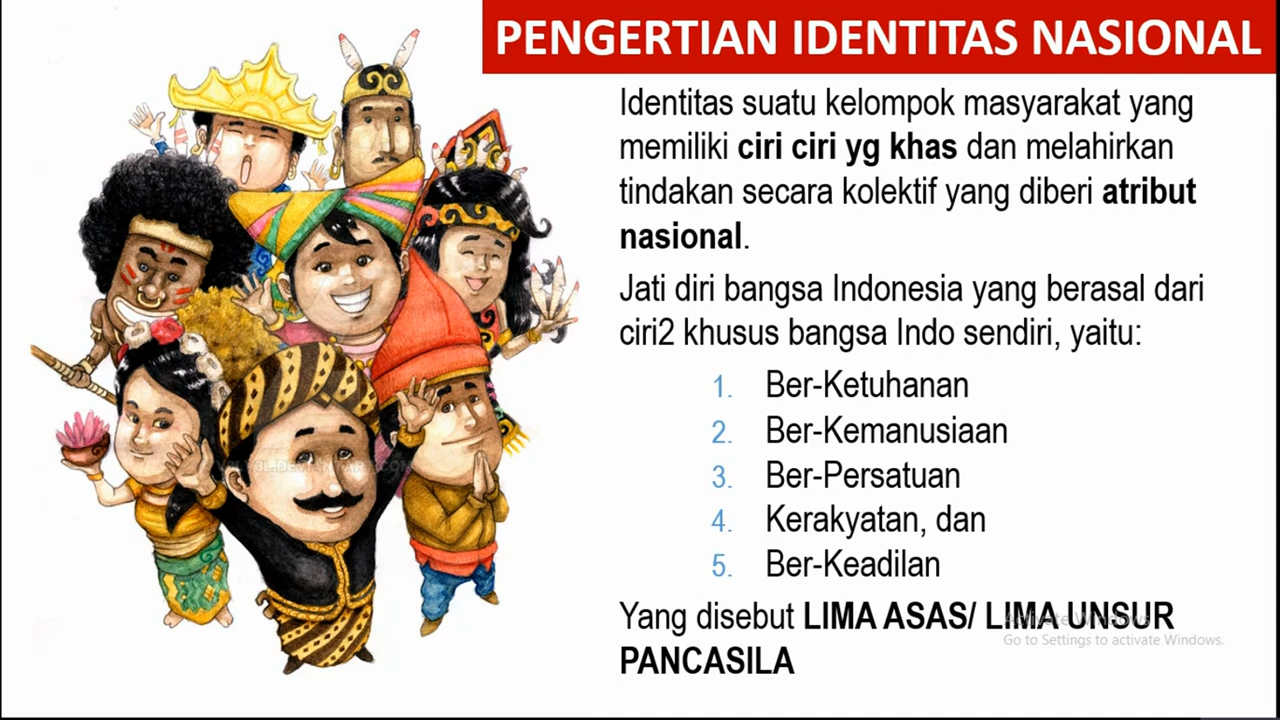 PENGERTIAN IDENTITAS NASIONAL
Identitas suatu kelompok masyarakat yang
memiliki ciri ciri yg khas dan melahirkan
tindakan secara kolektif yang diberi atribut
nasional.
Jati diri bangsa Indonesia yang berasal dari
ciri2 khusus bangsa Indo sendiri, yaitu:
1. Ber-Ketuhanan
2. Ber-Kemanusiaan
3. Ber-Persatuan
4. Kerakyatan, dan
5. Ber-Keadilan
Yang disebut LIMA ASAS/ LIMA UNSUR
PANCASILA
Activate Windows
Go to Settings to activate Windows.